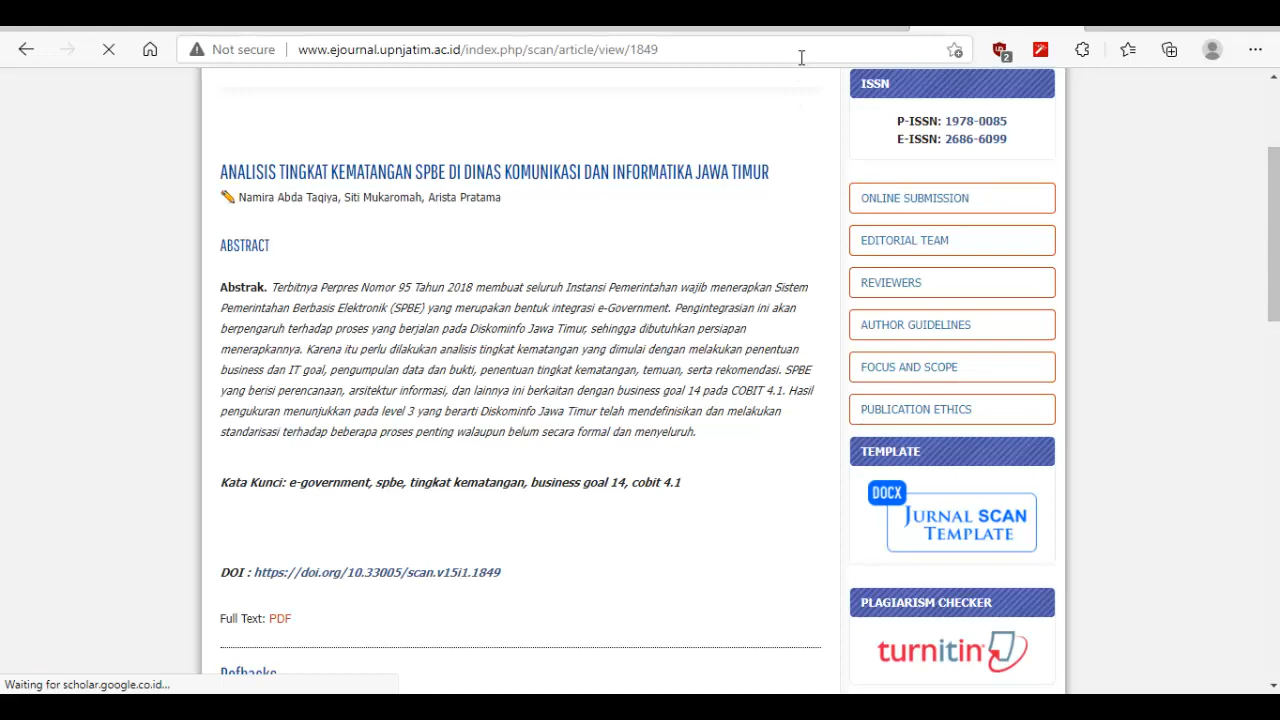 Not secure
www.ejournal.upnjatim.ac.id/index.php/scan/article/view/1849
2
ANALISIS TINGKAT KEMATANGAN SPBE DI DINAS KOMUNIKASI DAN INFORMATIKA JAWA TIMUR
Namira Abda Taqiya, Siti Mukaromah, Arista Pratama
ABSTRACT
Abstrak. Terbitnya Perpres Nomor 95 Tahun 2018 membuat seluruh Instansi Pemerintahan wajib menerapkan Sistem
Pemerintahan Berbasis Elektronik (SPBE) yang merupakan bentuk integrasi e-Government. Pengintegrasian ini akan
berpengaruh terhadap proses yang berjalan pada Diskominfo Jawa Timur, sehingga dibutuhkan persiapan
menerapkannya. Karena itu perlu dilakukan analisis tingkat kematangan yang dimulai dengan melakukan penentuan
business dan IT goal, pengumpulan data dan bukti, penentuan tingkat kematangan, temuan, serta rekomendasi. SPBE
yang berisi perencanaan, arsitektur informasi, dan lainnya ini berkaitan dengan business goal 14 pada COBIT 4.1. Hasil
pengukuran menunjukkan pada level 3 yang berarti Diskominfo Jawa Timur telah mendefinisikan dan melakukan
standarisasi terhadap beberapa proses penting walaupun belum secara formal dan menyeluruh.
Kata Kunci: e-government, spbe, tingkat kematangan, business goal 14, cobit 4.1
DOI : https://doi.org/10.33005/scan.v15i1.1849
Full Text: PDF
Refbacks
ISSN
P-ISSN: 1978-0085
E-ISSN: 2686-6099
ONLINE SUBMISSION
EDITORIAL TEAM
REVIEWERS
AUTHOR GUIDELINES
FOCUS AND SCOPE
PUBLICATION ETHICS
TEMPLATE
DOCX
JURNAL SCAN
TEMPLATE
PLAGIARISM CHECKER
turnitin
Waiting for scholar.google.co.id...